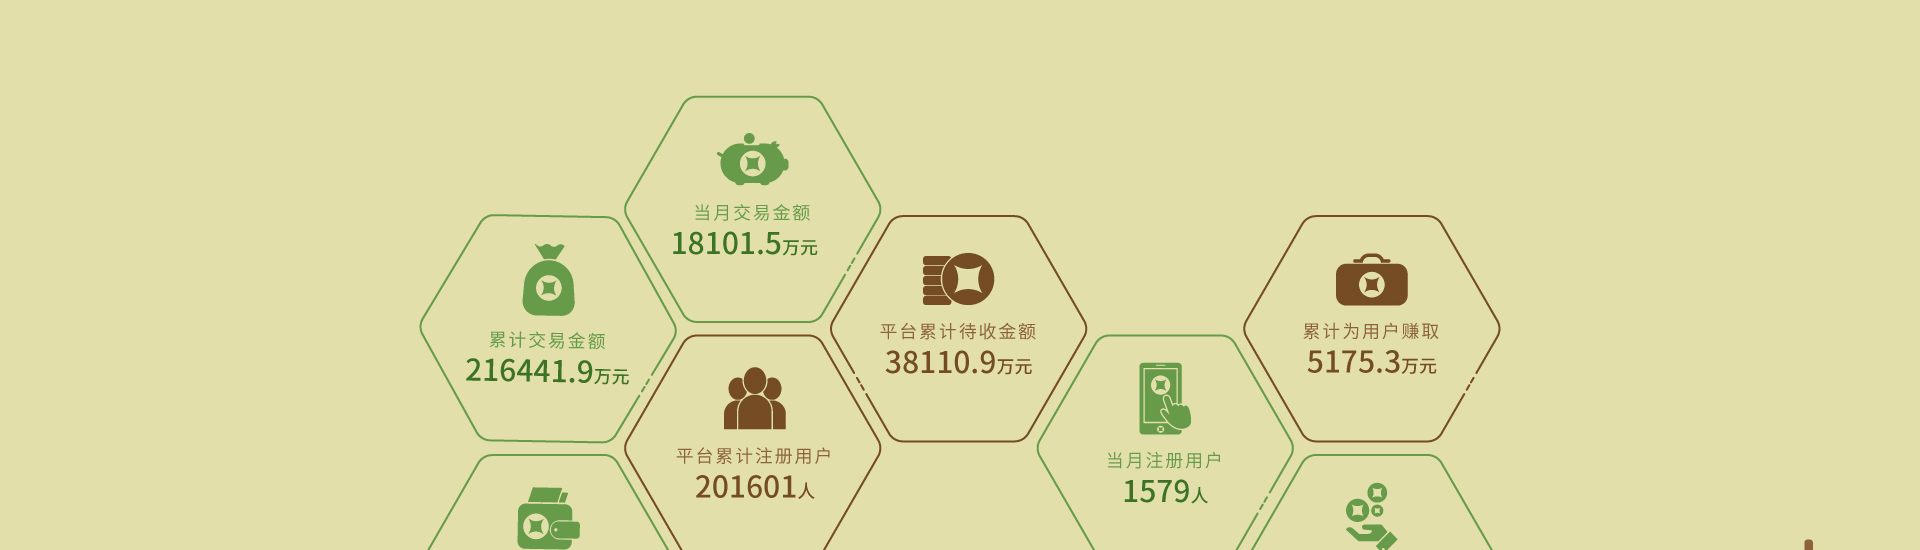 当月交易金额
18101.5万元
累计交易金额
216441.9万元
平台累计待收金额
38110.9万元
累计为用户赚取
5175.3万元
平台累计注册用户
201601人
当月注册用户
1579人